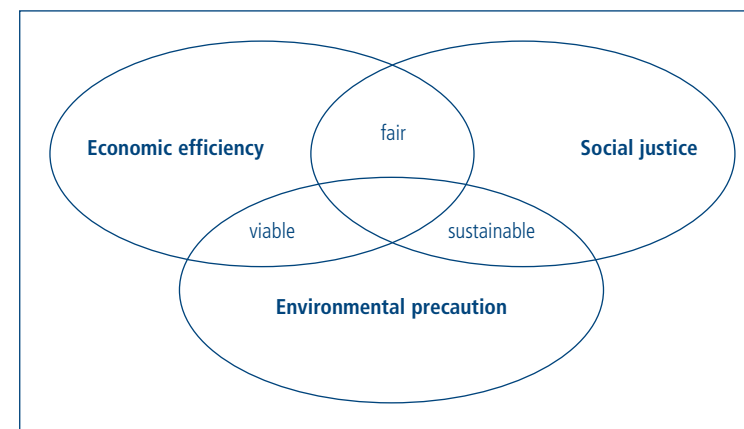 fair
Economic efficiency
Social justice
viable
sustainable
Environmental precaution